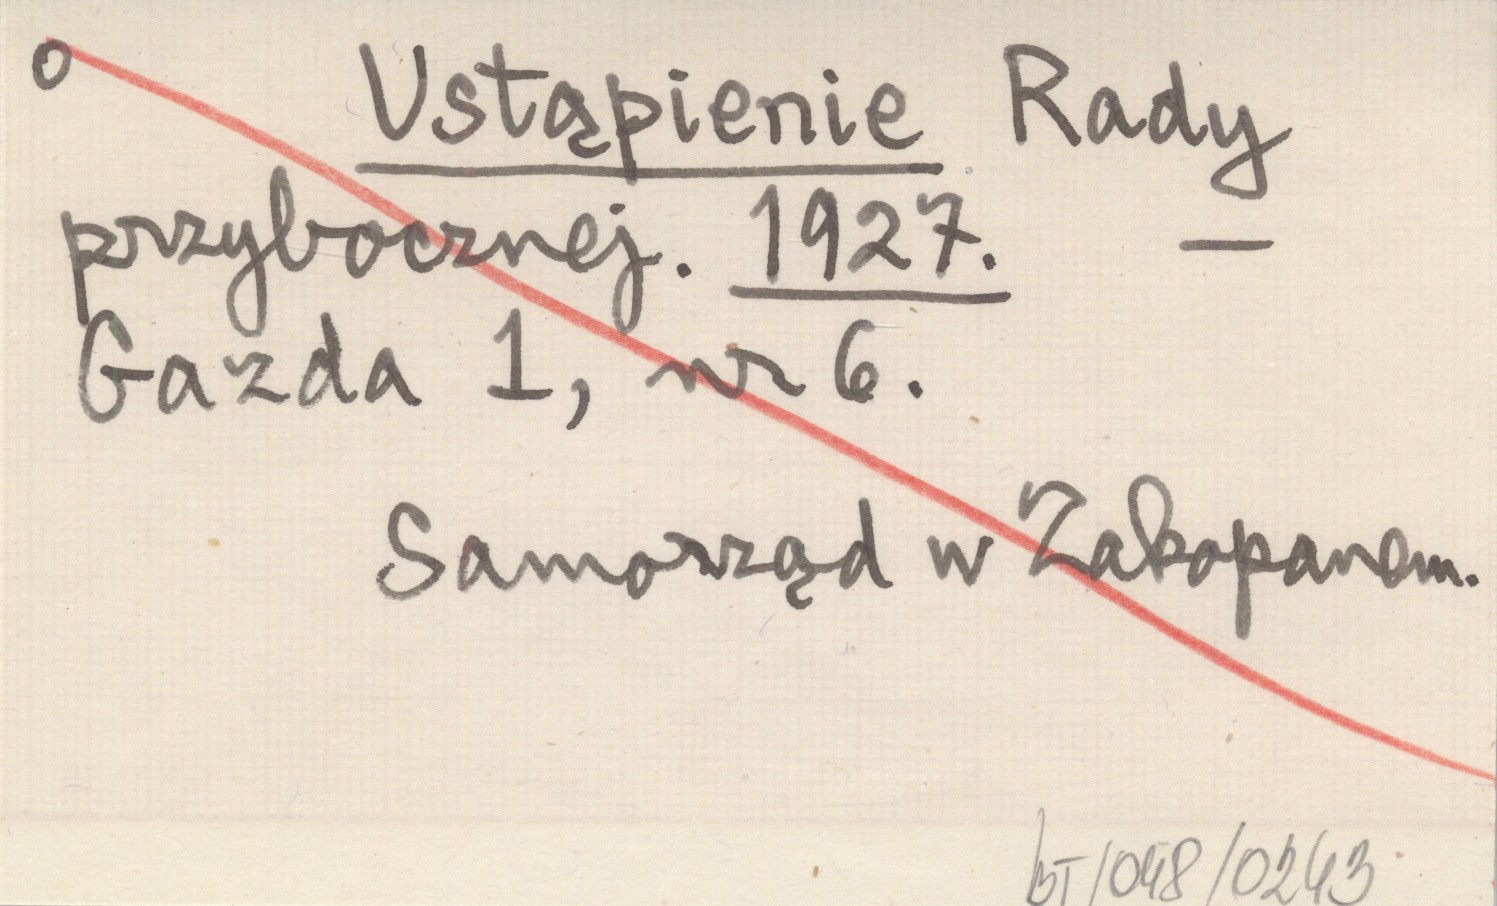 o Ustąpienie Rady
przybocznej. 1927. —
Gazda 1, nr 6.
Samorząd w Zakopanem.
BT/048/0243